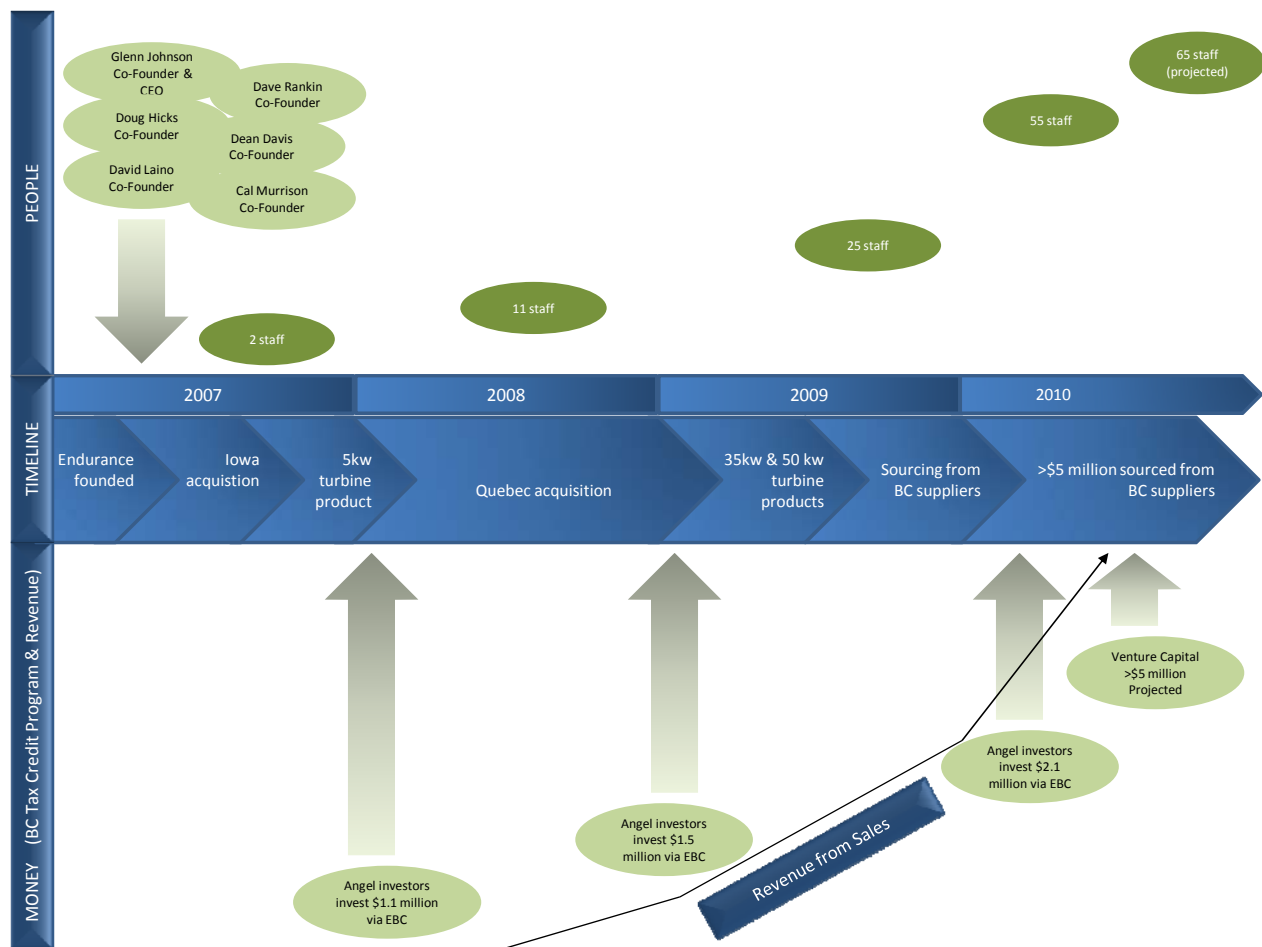 PEOPLE
Glenn Johnson
Co-Founder &
CEO
Dave Rankin
Co-Founder
Doug Hicks
Co-Founder
Dean Davis
Co-Founder
David Laino
Co-Founder
Cal Murrison
Co-Founder
2 staff
11 staff
25 staff
55 staff
65 staff
(projected)
TIMELINE
2007
2008
2009
2010
Endurance
founded
Iowa
acquistion
5kw
turbine
product
Quebec acquisition
35kw & 50 kw
turbine
products
Sourcing from
BC suppliers
>$5 million sourced from
BC suppliers
MONEY (BC Tax Credit Program & Revenue)
Angel investors
invest $1.1 million
via EBC
Angel investors
invest $1.5
million via EBC
Revenue from Sales
Angel investors
invest $2.1
million via EBC
Venture Capital
>$5 million
Projected